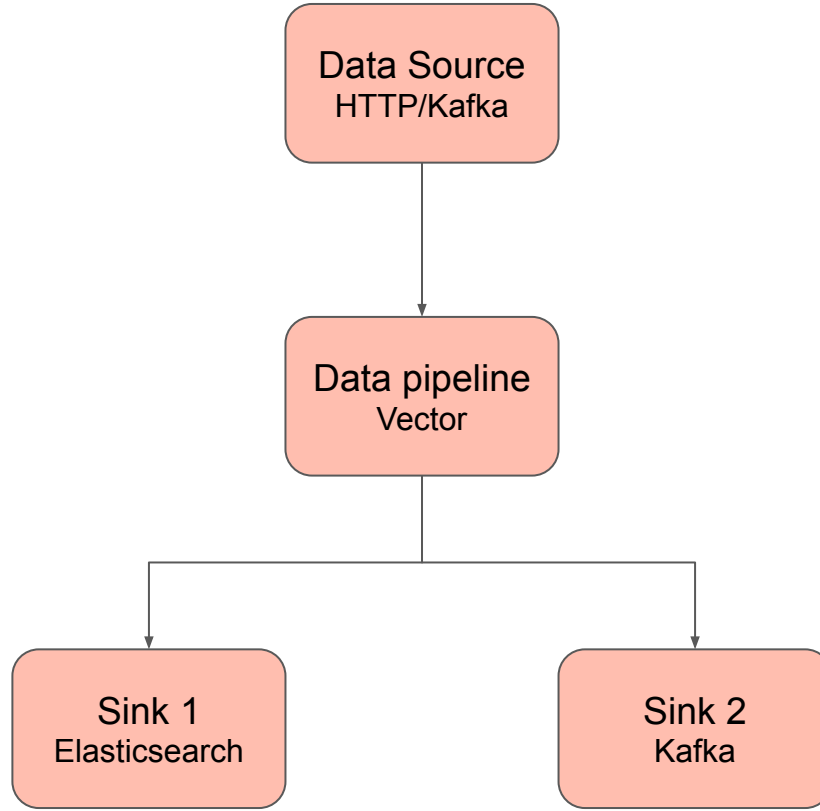 Data Source
HTTP/Kafka
Data pipeline
Vector
Sink 1
Elasticsearch
Sink 2
Kafka